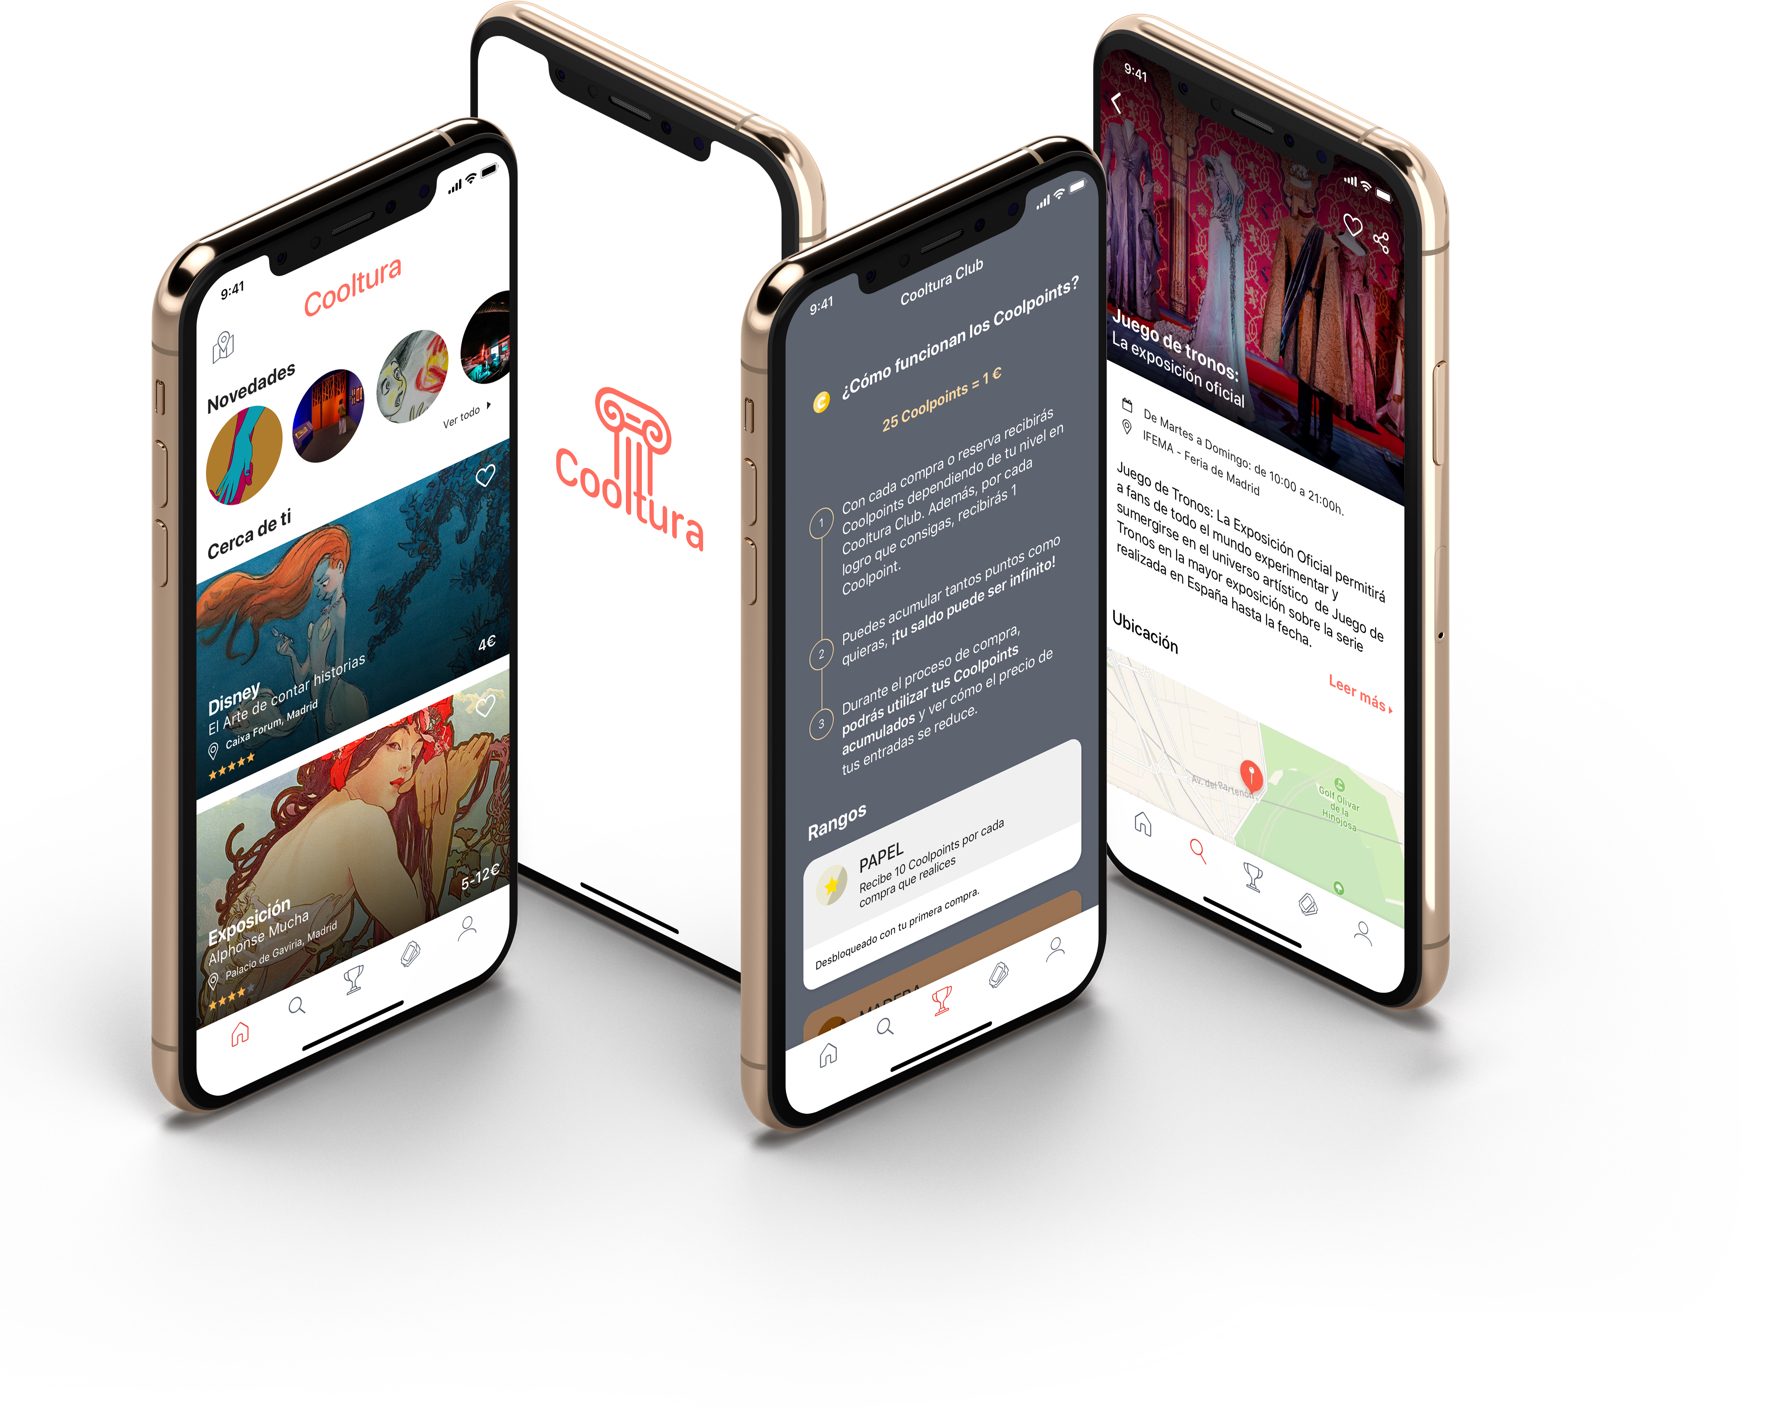 9:41
Cooltura
Novedades
Ver todo
Cerca de ti
4€
Disney
El Arte de contar historias
Caixa Forum, Madrid
5-12€
Exposición
Alphonse Mucha
Palacio de Gaviria, Madrid
Cooltura
9:41
Cooltura Club
¿Cómo funcionan los Coolpoints?
C
25 Coolpoints = 1 €
1
Con cada compra o reserva recibirás
Coolpoints dependiendo de tu nivel en
Cooltura Club. Además, por cada
logro que consigas, recibirás 1
Coolpoint.
2
Puedes acumular tantos puntos como
quieras, ¡tu saldo puede ser infinito!
3
Durante el proceso de compra,
podrás utilizar tus Coolpoints
acumulados y ver cómo el precio de
tus entradas se reduce.
Rangos
PAPEL
Recibe 10 Coolpoints por cada
compra que realices
Desbloqueado con tu primera compra.
MADERA
9:41
Juego de tronos:
La exposición oficial
De Martes a Domingo: de 10:00 a 21:00h.
IFEMA - Feria de Madrid
Juego de Tronos: La Exposición Oficial permitirá
a fans de todo el mundo experimentar y
sumergirse en el universo artístico de Juego de
Tronos en la mayor exposición sobre la serie
realizada en España hasta la fecha.
Leer más
Ubicación
Av. del Partenón
Golf Olivar
de la
Hinojosa